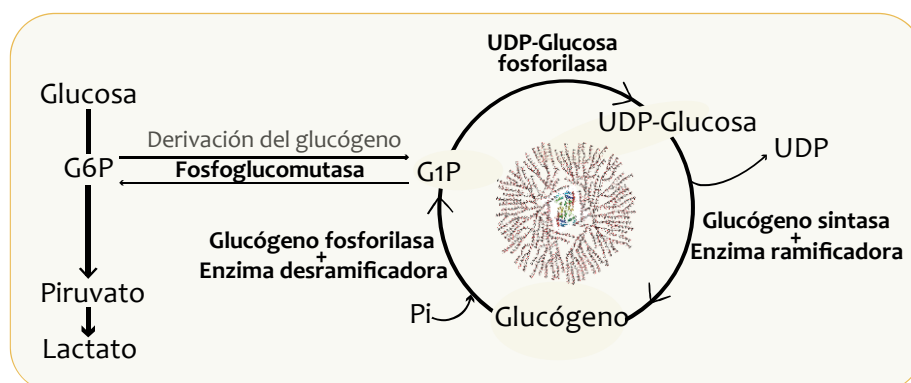 UDP-Glucosa
fosforilasa
Glucosa
UDP-Glucosa
Derivación del glucógeno
UDP
G6P
Fosfoglucomutasa
G1P
Glucógeno sintasa
+
Enzima ramificadora
Glucógeno fosforilasa
+
Enzima desramificadora
Piruvato
Pi
Glucógeno
Lactato